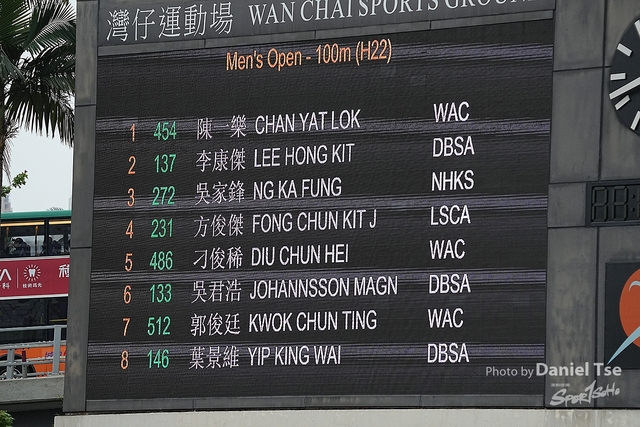 灣仔運動場 WAN CHAI SPORTS GROUND
Men's Open - 100m (H22)
1 454 陳一樂 CHAN YAT LOK WAC
2 137 李康傑 LEE HONG KIT DBSA
3 272 吳家鋒 NG KA FUNG NHKS
4 231 方俊傑 FONG CHUN KIT J LSCA
5 486 刁俊稀 DIU CHUN HEI WAC
6 133 吳君浩 JOHANNSSON MAGN DBSA
7 512 郭俊廷 KWOK CHUN TING WAC
8 146 葉景維 YIP KING WAI DBSA
Photo by Daniel Tse
SPORTSOHO